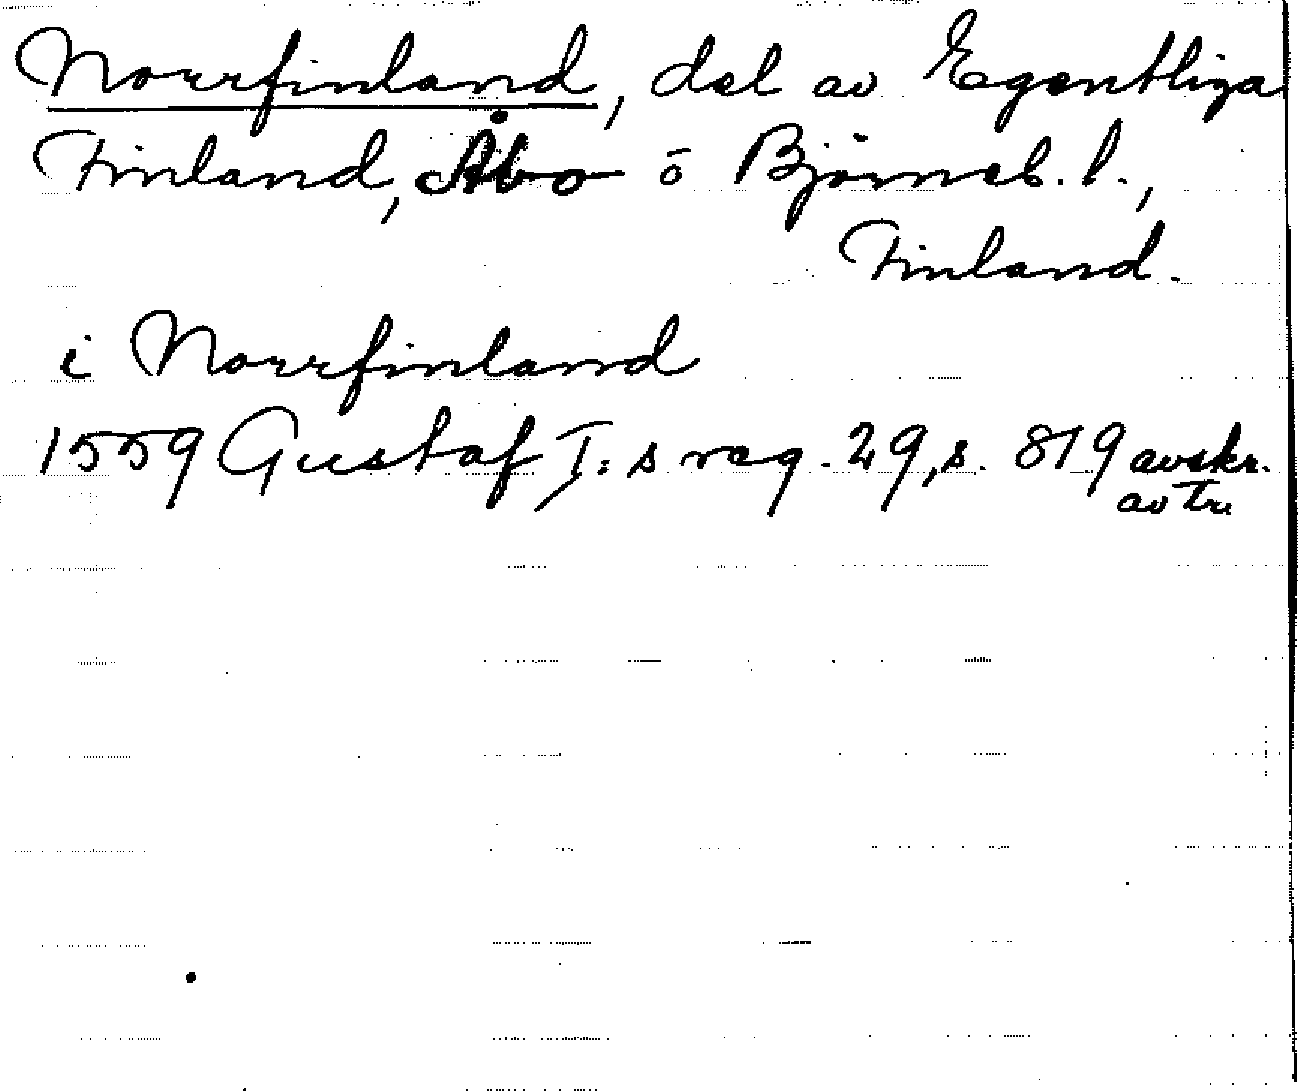 Norrfinland, del av Egentliga
Finland, Åbo o Björneb. l.,
Finland.
i Norrfinland
1559 Gustaf I:s reg. 29, s. 819 avskr.
av tr.